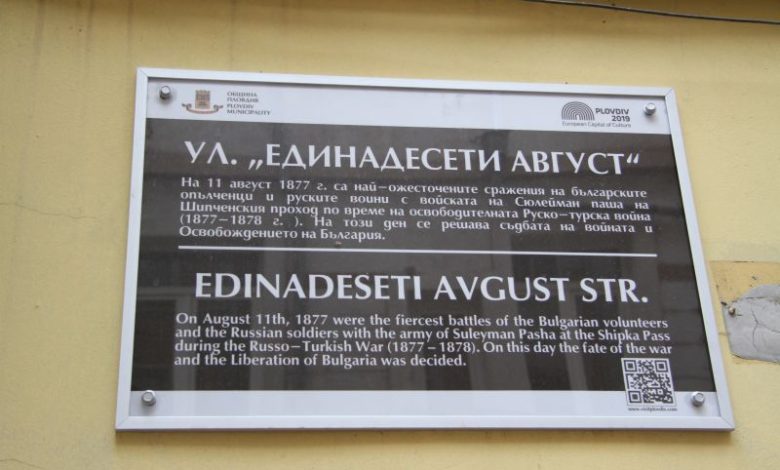 ОБЩИНА
ПЛОВДИВ
PLOVDIV
MUNICIPALITY
PLOVDIV
2019
European Capital of Culture
УЛ. „ЕДИНАДЕСЕТИ АВГУСТ“
На 11 август 1877 г. са най-ожесточените сражения на българските
опълченци и руските воини с войската на Сюлейман паша на
Шипченския проход по време на освободителната Руско-турска война
(1877-1878 г. ). На този ден се решава съдбата на войната и
Освобождението на България.
EDINADESETI AVGUST STR.
On August 11th, 1877 were the fiercest battles of the Bulgarian volunteers
and the Russian soldiers with the army of Suleyman Pasha at the Shipka Pass
during the Russo-Turkish War (1877-1878). On this day the fate of the war
and the Liberation of Bulgaria was decided.
www.visitplovdiv.com